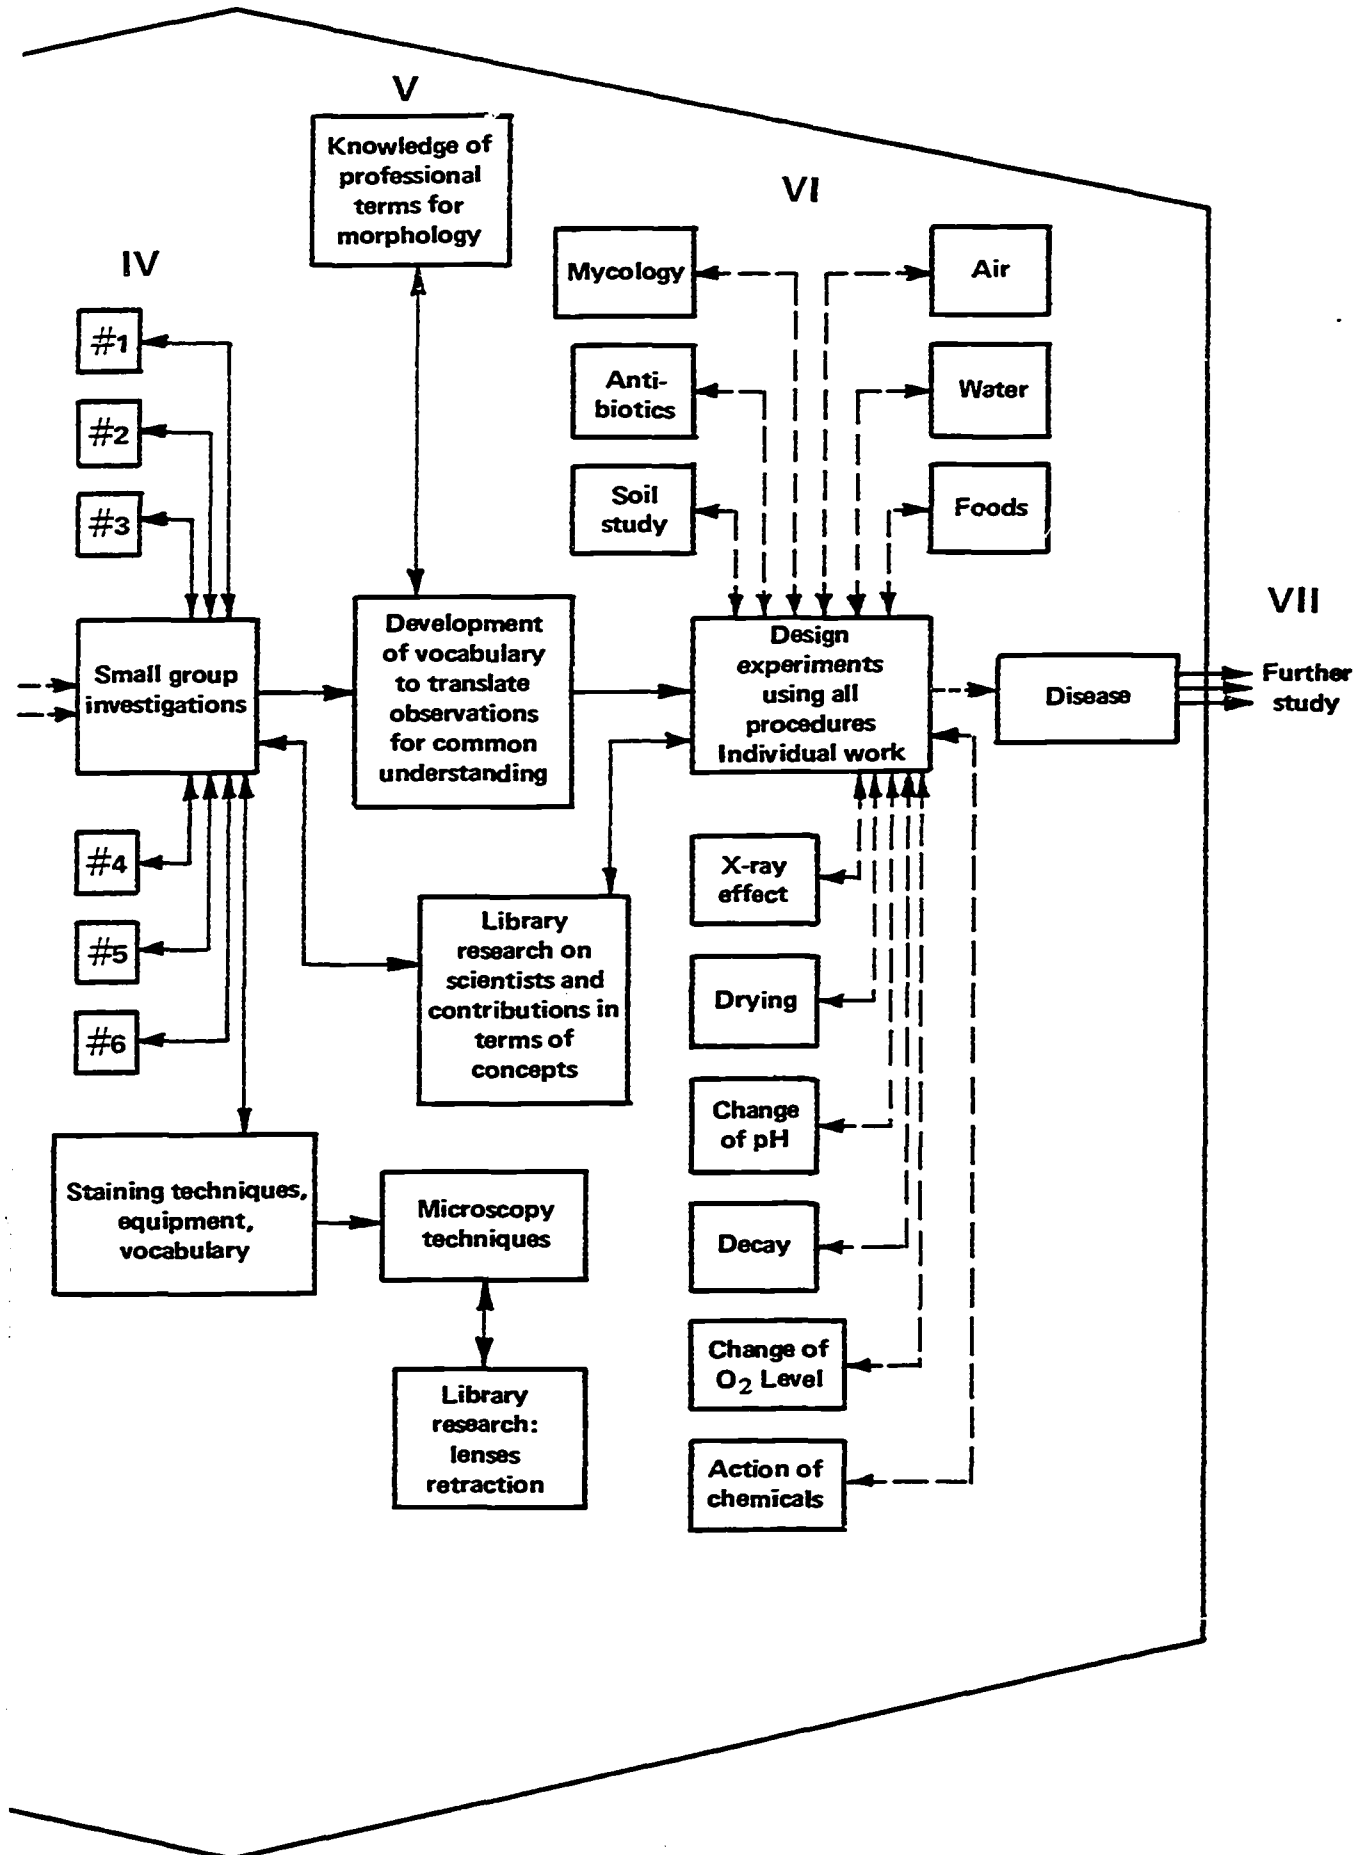 V
Knowledge of
professional
terms for
morphology
VI
IV
Mycology
Air
#1
Anti-
biotics
Water
#2
Soil
study
Foods
#3
VII
Small group
investigations
Development
of vocabulary
to translate
observations
for common
understanding
Design
experiments
using all
procedures
Individual work
Disease
Further
study
#4
X-ray
effect
Library
research on
scientists and
contributions in
terms of
concepts
#5
Drying
#6
Change
of pH
Staining techniques,
equipment,
vocabulary
Microscopy
techniques
Decay
Change of
O2 Level
Library
research:
lenses
retraction
Action of
chemicals